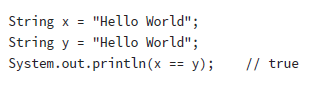 String x = "Hello World";
String y = "Hello World";
System.out.println(x == y);    // true